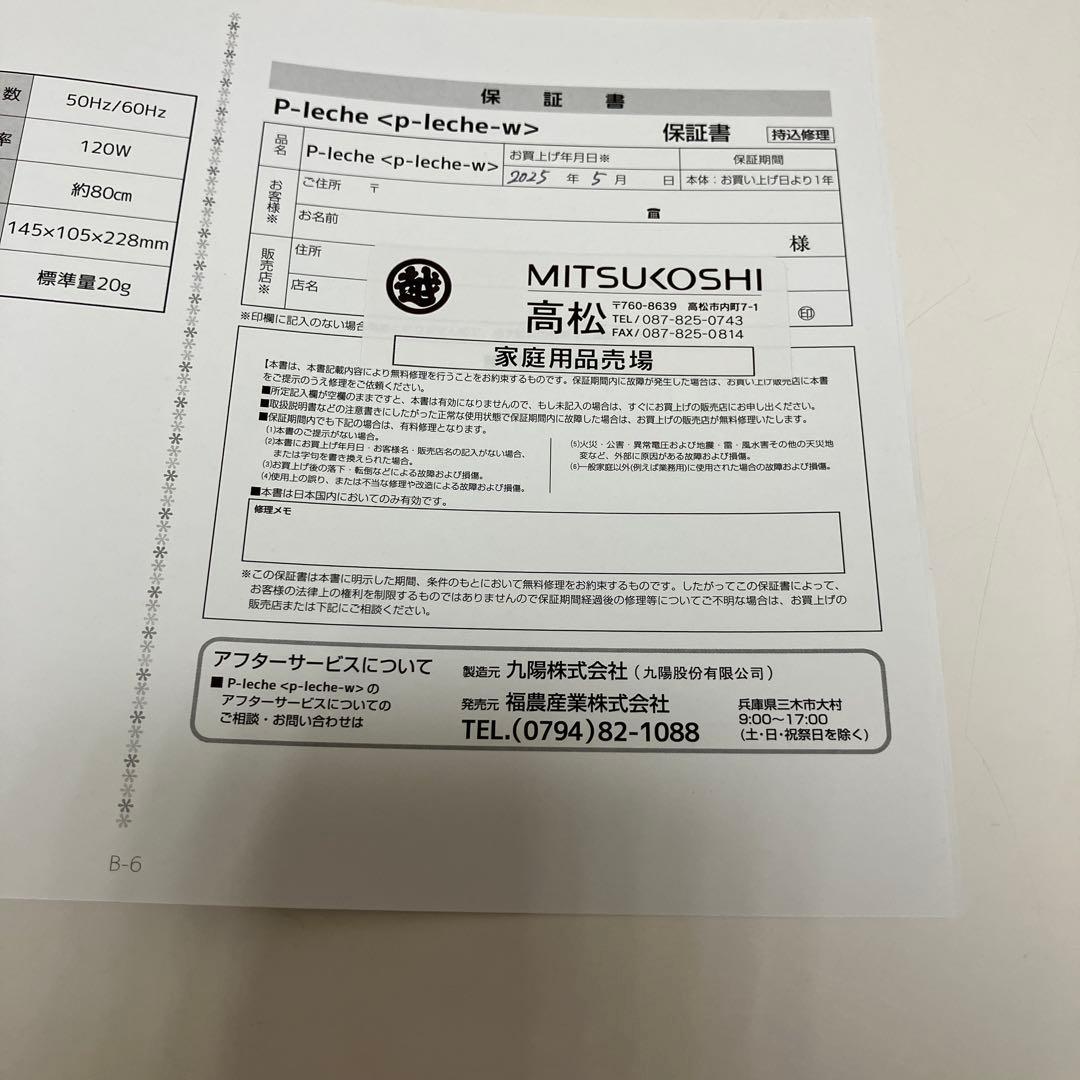 数
50Hz/60Hz
率
120W
約80cm
145×105×228mm
標準量20g
保証書
P-leche <p-leche-w>
保証書
持込修理
品名
P-leche <p-leche-w>
お買上げ年月日※
保証期間
2025 年 5 月 日
本体：お買い上げ日より1年
お客様※
ご住所 〒
お名前
☎
様
販売店※
住所
店名
越
MITSUKOSHI
高松
〒760-8639 高松市内町7-1
TEL/087-825-0743
FAX/087-825-0814
家庭用品売場
㊞
※印欄に記入のない場合
【本書は、本書記載内容により無料修理を行うことをお約束するものです。保証期間内に故障が発生した場合は、お買い上げ販売店に本書
をご提示のうえ修理をご依頼ください。
■所定記入欄が空欄のままですと、本書は有効になりませんので、もし未記入の場合は、すぐにお買上げの販売店にお申し出ください。
■取扱説明書などの注意書きにしたがった正常な使用状態で保証期間内に故障した場合は、お買上げの販売店が無料修理いたします。
■保証期間内でも下記の場合は、有料修理となります。
(1)本書のご提示がない場合。
(2)本書にお買上げ年月日・お客様名・販売店名の記入がない場合、
または字句を書き換えられた場合。
(3)お買上げ後の落下・転倒などによる故障および損傷。
(4)使用上の誤り、または不当な修理や改造による故障および損傷。
(5)火災・公害・異常電圧および地震・雷・風水害その他の天災地
変など、外部に原因がある故障および損傷。
(6)一般家庭以外(例えば業務用)に使用された場合の故障および損傷。
■本書は日本国内においてのみ有効です。
修理メモ
※この保証書は本書に明示した期間、条件のもとにおいて無料修理をお約束するものです。したがってこの保証書によって、
お客様の法律上の権利を制限するものではありませんので保証期間経過後の修理等についてご不明な場合は、お買上げの
販売店または下記にご相談ください。
アフターサービスについて
■P-leche <p-leche-w>の
アフターサービスについての
ご相談・お問い合わせは
製造元 九陽株式会社（九陽股份有限公司）
発売元 福農産業株式会社
TEL.(0794)82-1088
兵庫県三木市大村
9:00〜17:00
(土・日・祝祭日を除く)
B-6